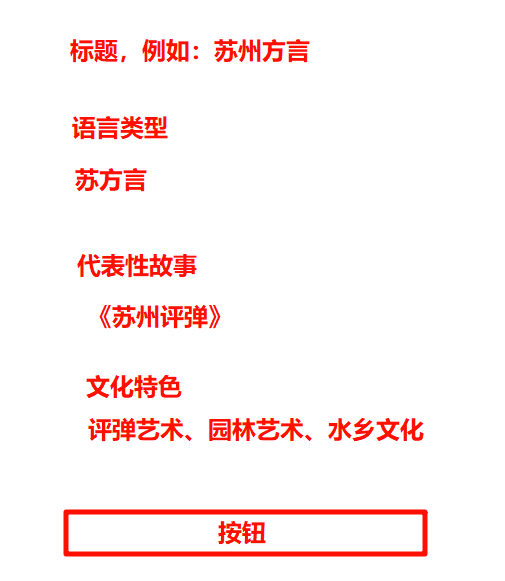 标题，例如：苏州方言
语言类型
苏方言
代表性故事
《苏州评弹》
文化特色
评弹艺术、园林艺术、水乡文化
按钮